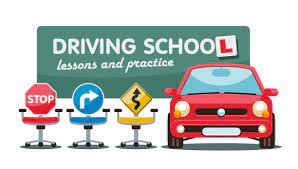 DRIVING SCHOOL
lessons and practice
STOP